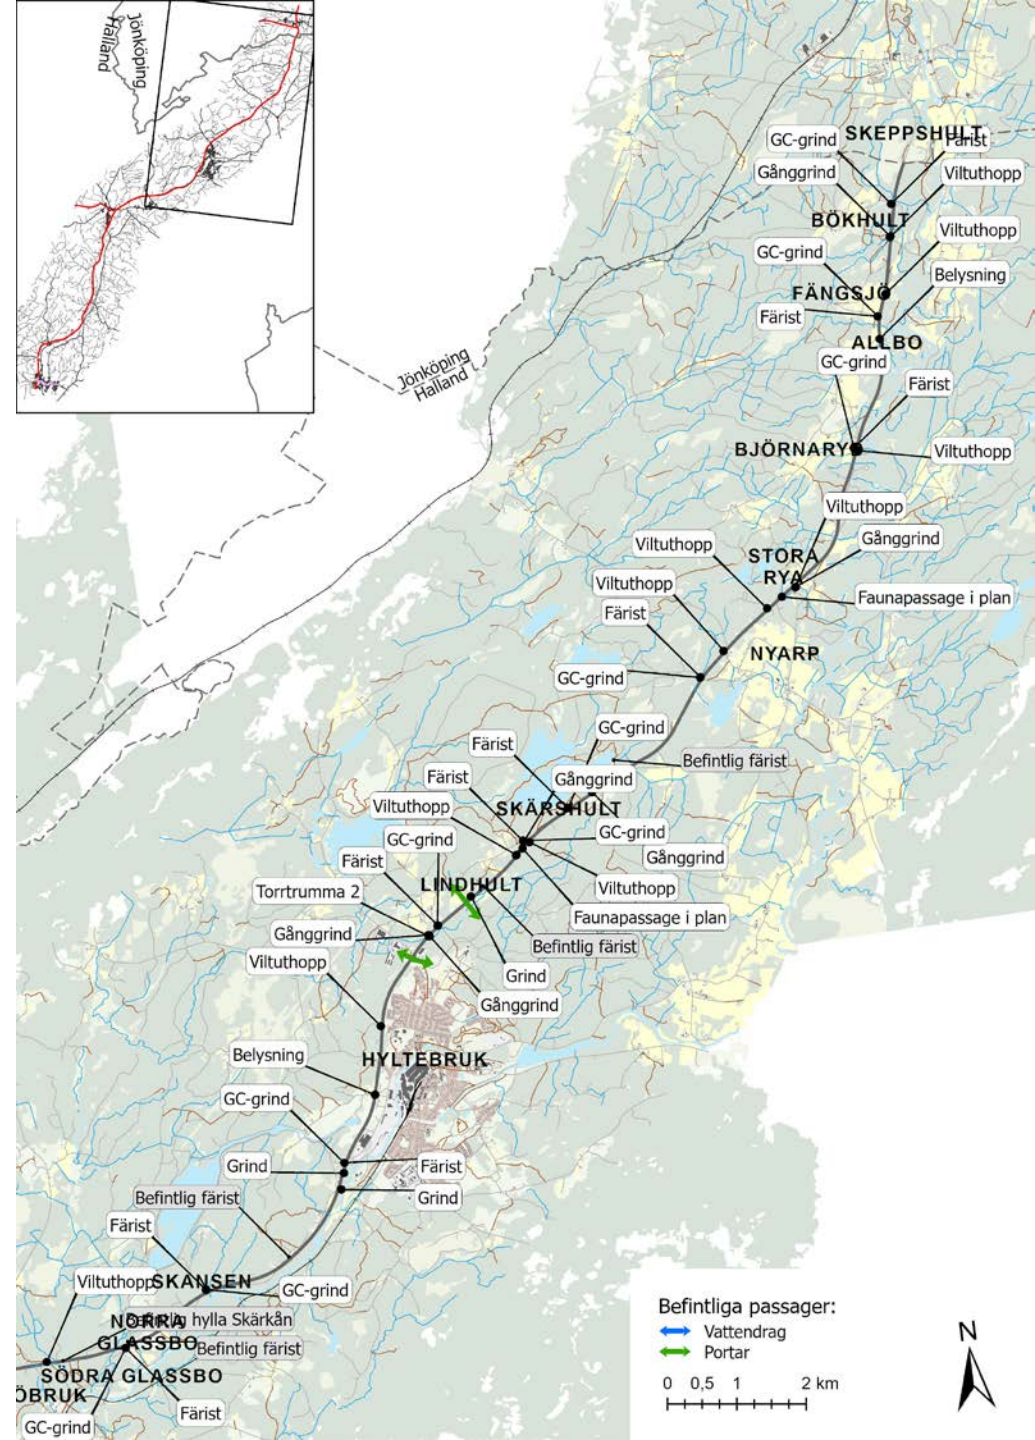 Jönköping
Halland
SKEPPSHULT
GC-grind
Färist
Gånggrind
Viltuthopp
BÖKHULT
Viltuthopp
GC-grind
Belysning
FÄNGSJÖ
Färist
ALLBO
GC-grind
Jönköping
Halland
Färist
BJÖRNARY
Viltuthopp
Viltuthopp
Gånggrind
Viltuthopp
STORA
RYA
Viltuthopp
Faunapassage i plan
Färist
NYARP
GC-grind
GC-grind
Färist
Befintlig färist
Färist
Gånggrind
Viltuthopp
SKÄRSHULT
GC-grind
GC-grind
Gånggrind
Färist
LINDHULT
Viltuthopp
Torrtrumma 2
Faunapassage i plan
Gånggrind
Befintlig färist
Viltuthopp
Grind
Gånggrind
Belysning
HYLTEBRUK
GC-grind
Grind
Färist
Befintlig färist
Grind
Färist
Viltuthopp
SKANSEN
GC-grind
Befintlig hylla Skärkån
NORRA
GLASSBO
Befintlig färist
SÖDRA GLASSBO
ÖBRUK
Färist
GC-grind
Befintliga passager:
Vattendrag
Portar
0 0,5 1 2 km
N